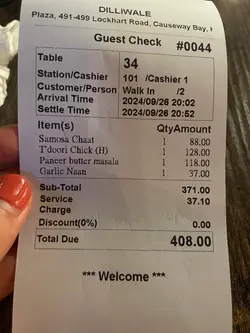 DILLIWALE
Plaza, 491-499 Lockhart Road, Causeway Bay,
Guest Check #0044
Table 34
Station/Cashier 101 /Cashier 1
Customer/Person Walk In /2
Arrival Time 2024/09/26 20:02
Settle Time 2024/09/26 20:52
Item(s) Qty Amount
Samosa Chaat 1 88.00
T'doori Chick (H) 1 128.00
Paneer butter masala 1 118.00
Garlic Naan 1 37.00
Sub-Total 371.00
Service 37.10
Charge
Discount(0%) 0.00
Total Due 408.00
*** Welcome ***